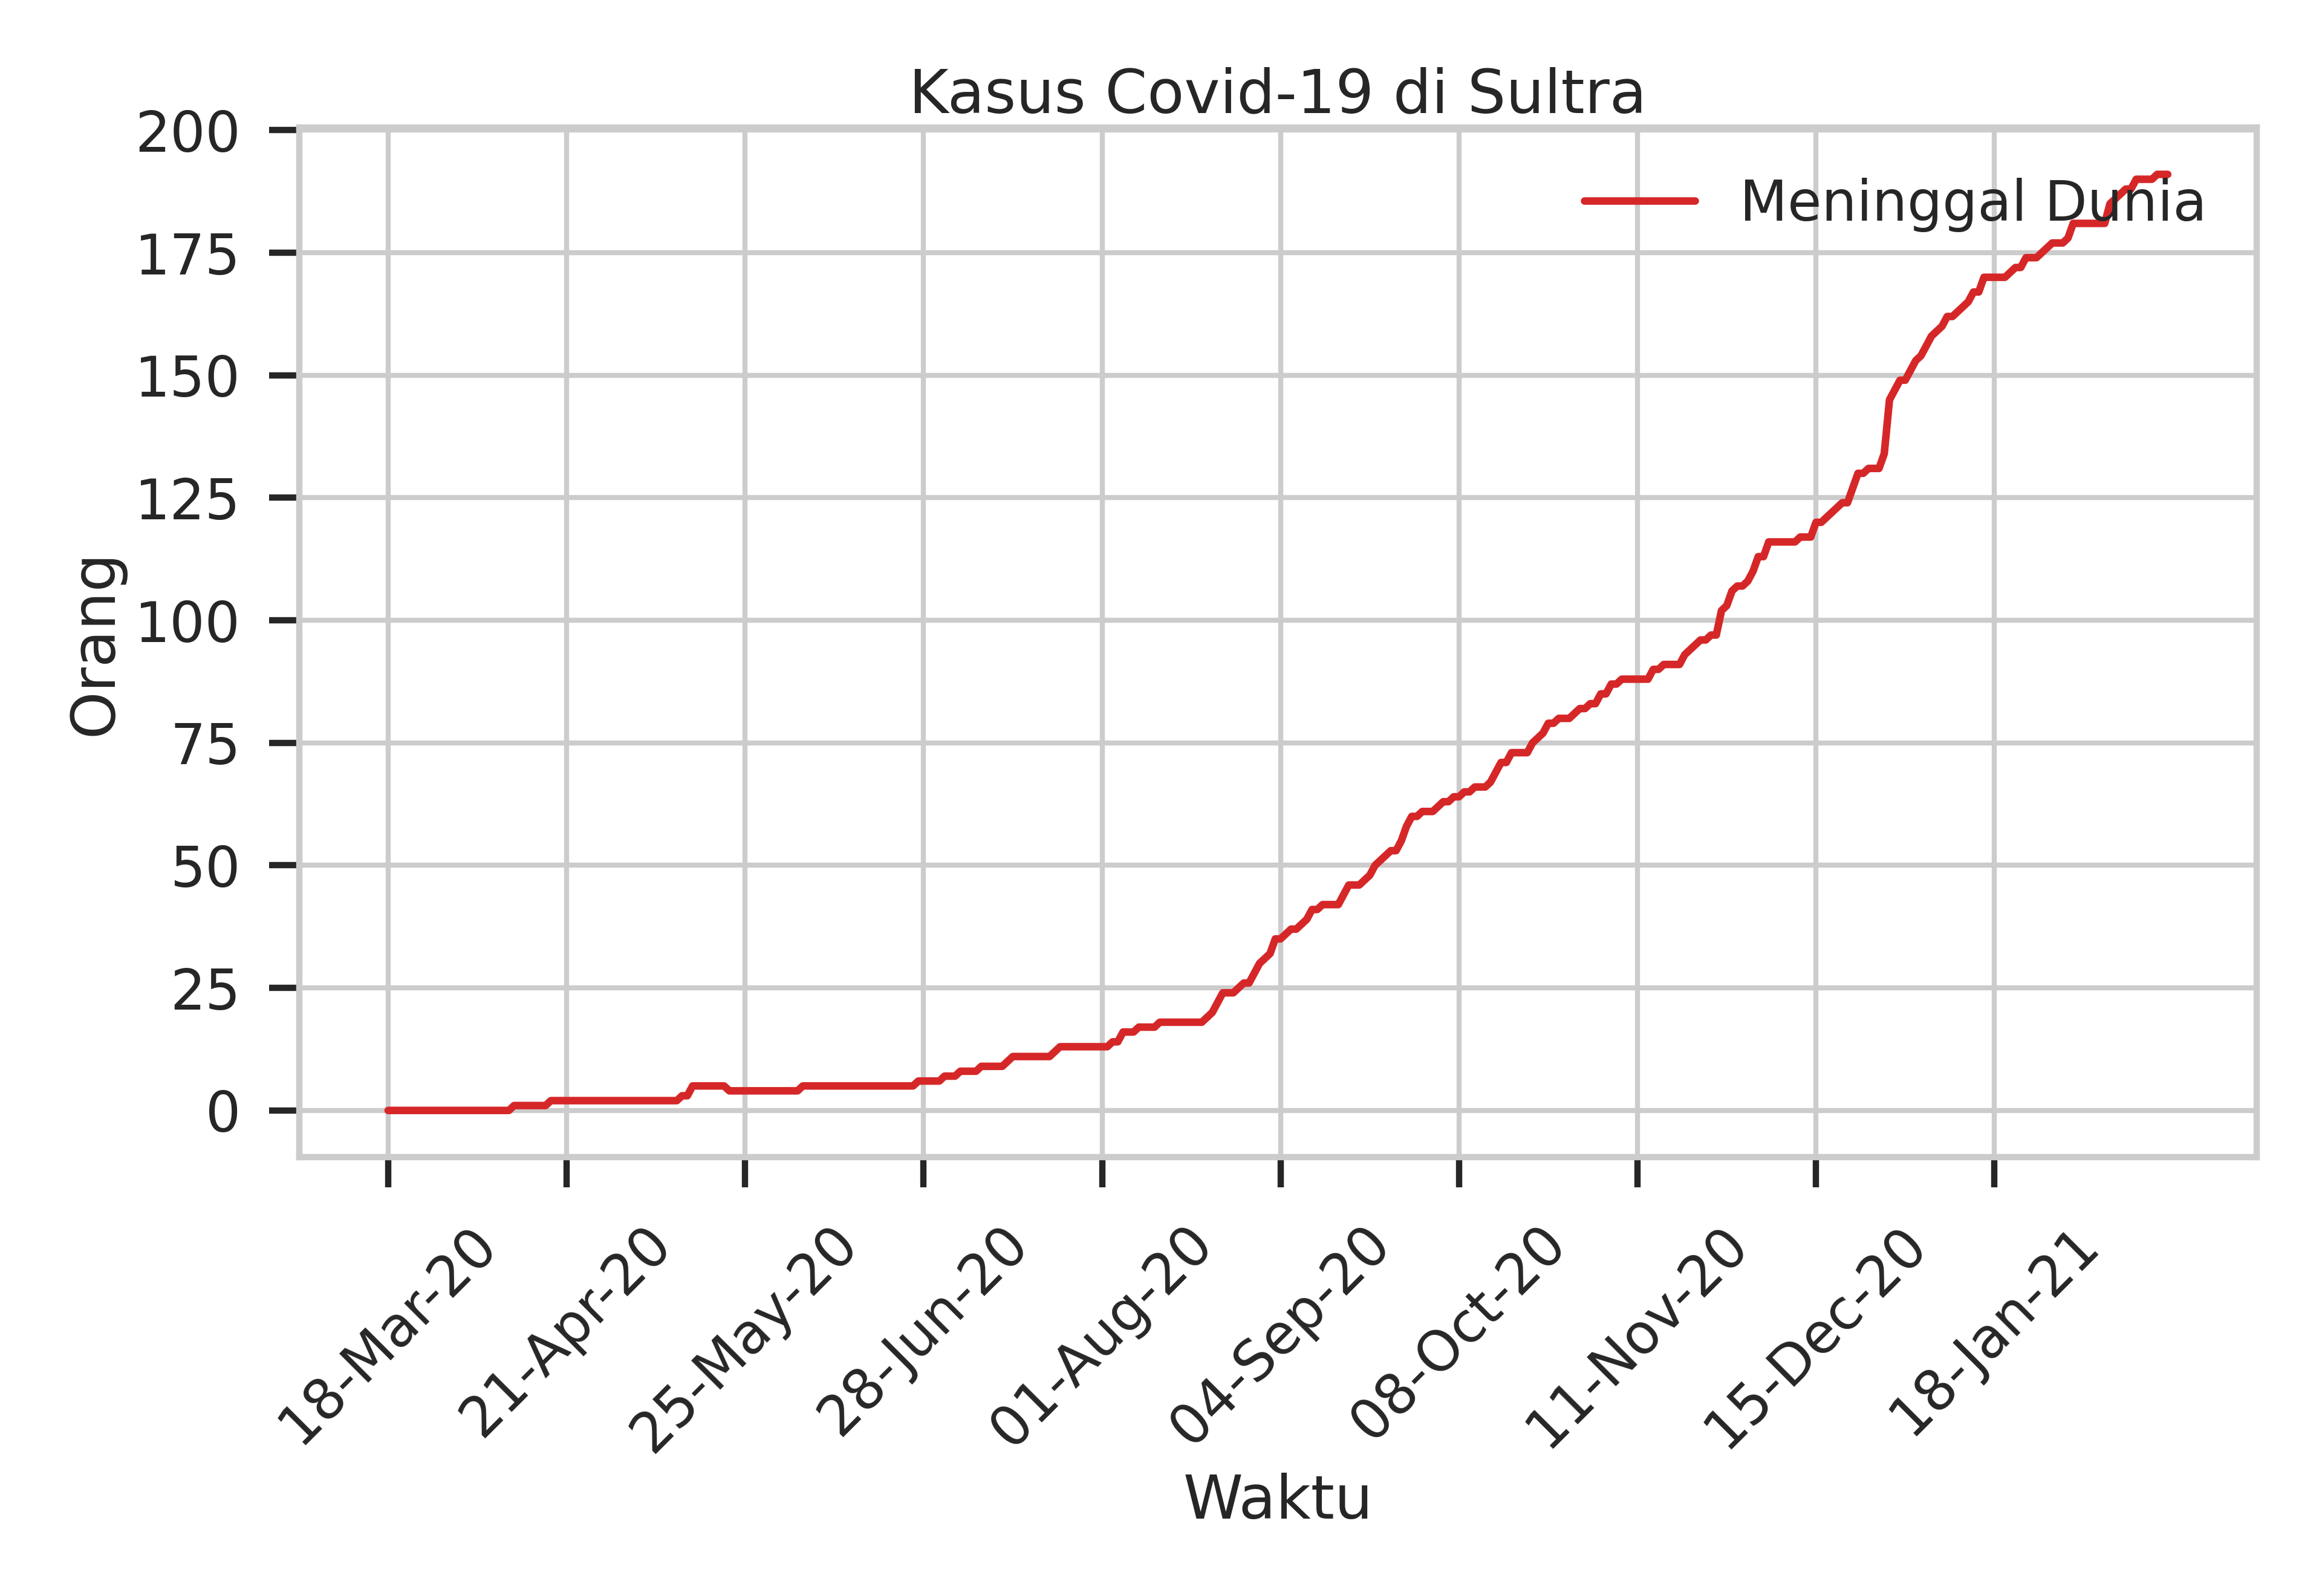 Kasus Covid-19 di Sultra
200
175
150
125
100
75
50
25
0
Orang
Meninggal Dunia
18-Mar-20
21-Apr-20
25-May-20
28-Jun-20
01-Aug-20
04-Sep-20
08-Oct-20
11-Nov-20
15-Dec-20
18-Jan-21
Waktu